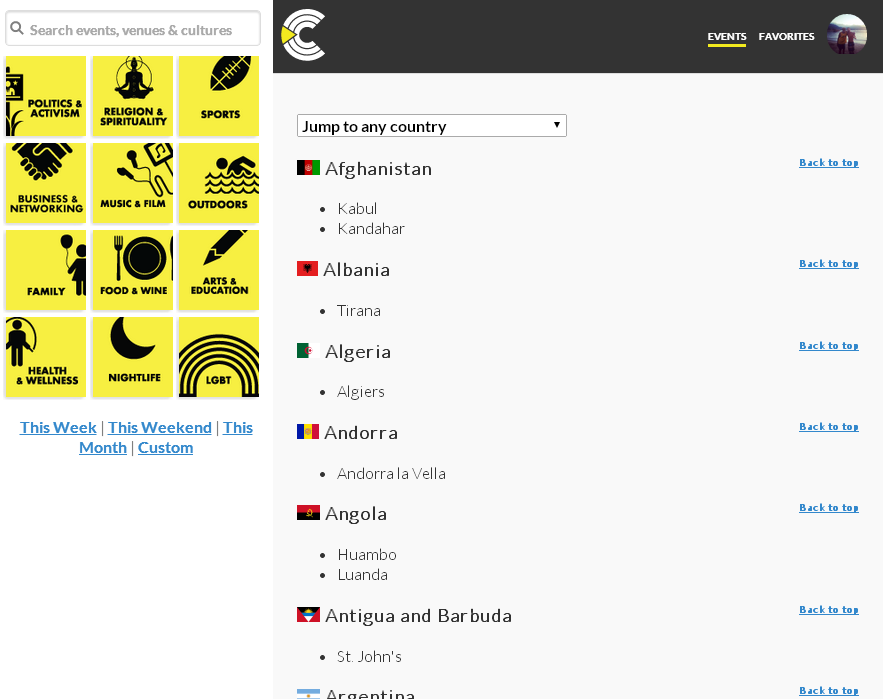 Search events, venues & cultures
POLITICS &
ACTIVISM
RELIGION &
SPIRITUALITY
SPORTS
BUSINESS &
NETWORKING
MUSIC & FILM
OUTDOORS
FAMILY
FOOD & WINE
ARTS &
EDUCATION
HEALTH
& WELLNESS
NIGHTLIFE
LGBT
This Week | This Weekend | This
Month | Custom
EVENTS FAVORITES
Jump to any country
Afghanistan Back to top
Kabul
Kandahar
Albania Back to top
Tirana
Algeria Back to top
Algiers
Andorra Back to top
Andorra la Vella
Angola Back to top
Huambo
Luanda
Antigua and Barbuda Back to top
St. John's
Argentina Back to top